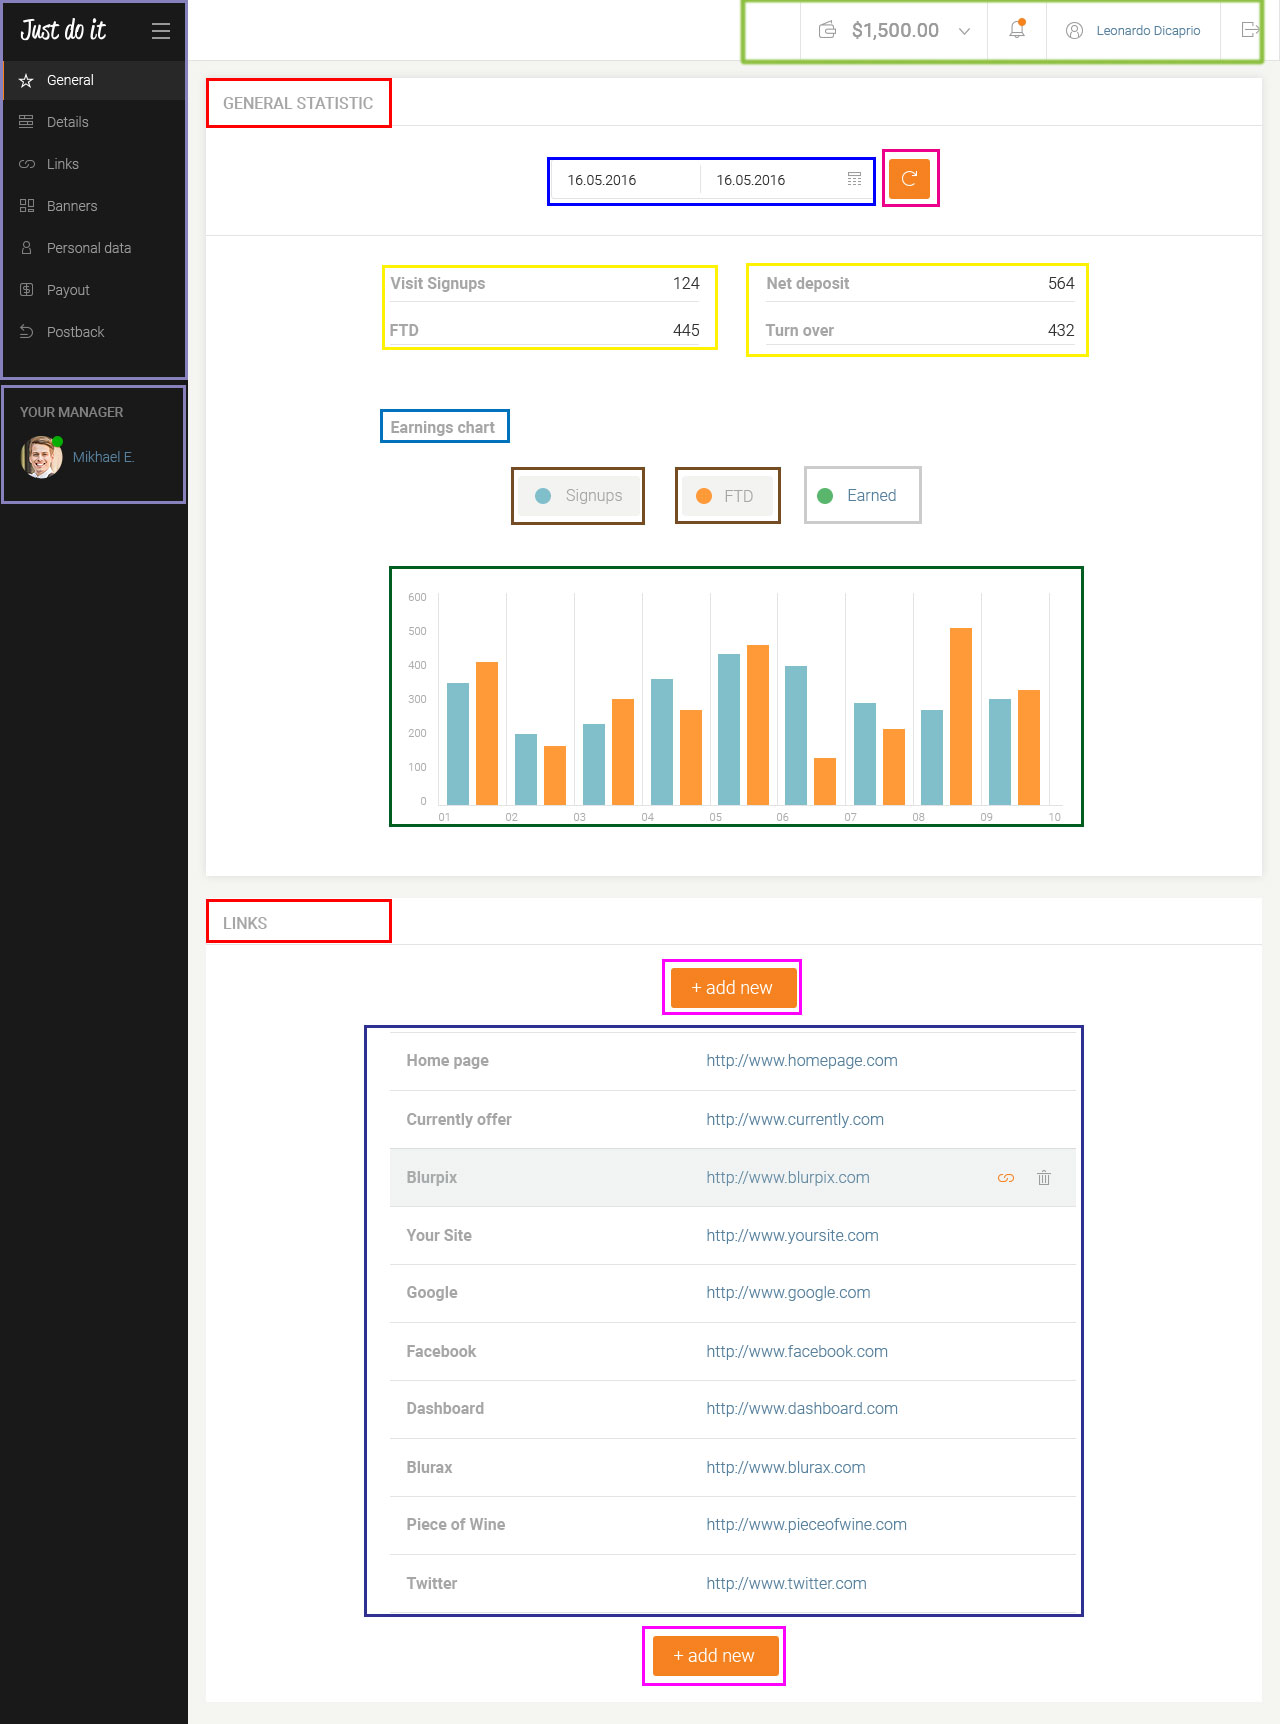 Just do it
$1,500.00
Leonardo Dicaprio
General
Details
Links
Banners
Personal data
Payout
Postback
YOUR MANAGER
Mikhael E.
GENERAL STATISTIC
16.05.2016 16.05.2016
Visit Signups 124
FTD 445
Net deposit 564
Turn over 432
Earnings chart
Signups FTD Earned
600
500
400
300
200
100
0
01 02 03 04 05 06 07 08 09 10
LINKS
+ add new
Home page http://www.homepage.com
Currently offer http://www.currently.com
Blurpix http://www.blurpix.com
Your Site http://www.yoursite.com
Google http://www.google.com
Facebook http://www.facebook.com
Dashboard http://www.dashboard.com
Blurax http://www.blurax.com
Piece of Wine http://www.pieceofwine.com
Twitter http://www.twitter.com
+ add new